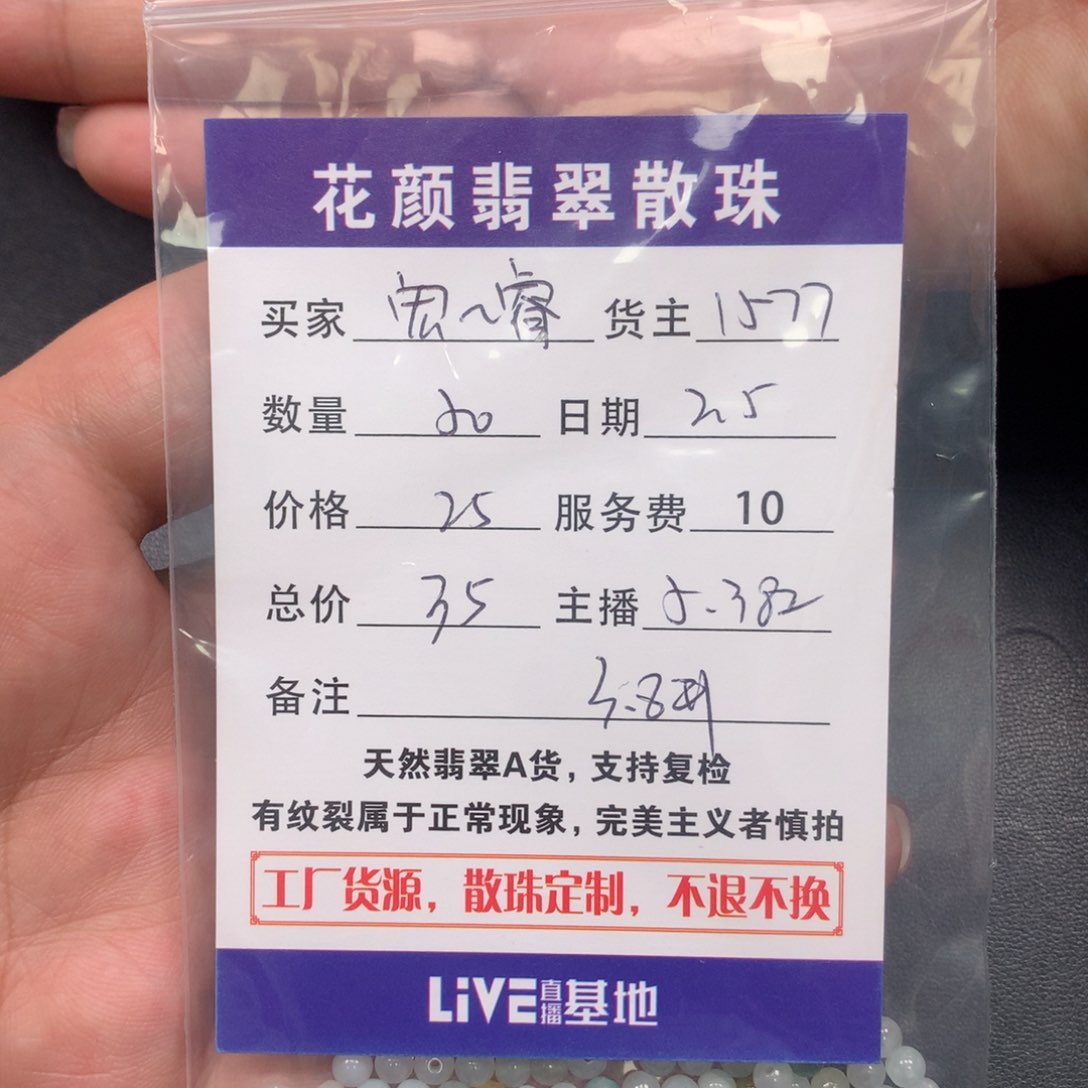 花颜翡翠散珠
买家 宏~睿 货主 1577
数量 20 日期 25
价格 25 服务费 10
总价 35 主播 5.382
备注
天然翡翠A货，支持复检
有纹裂属于正常现象，完美主义者慎拍
工厂货源，散珠定制，不退不换
LiVE直播基地